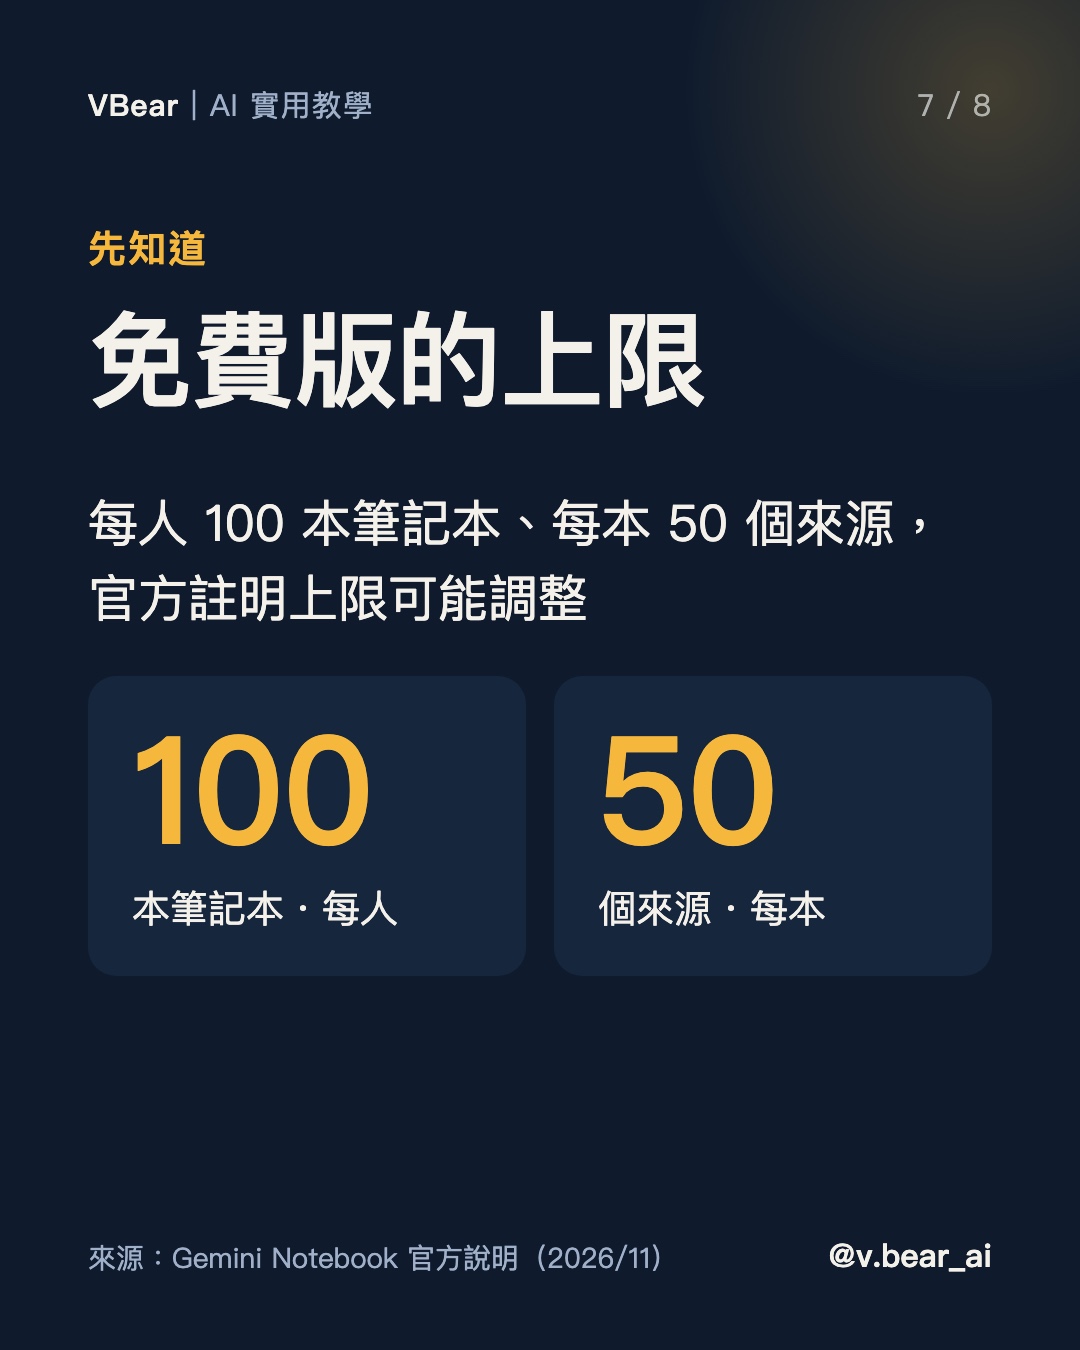 VBear | AI 實用教學
7 / 8
先知道
免費版的上限
每人 100 本筆記本、每本 50 個來源，
官方註明上限可能調整
100
本筆記本．每人
50
個來源．每本
來源：Gemini Notebook 官方說明（2026/11）
@v.bear_ai